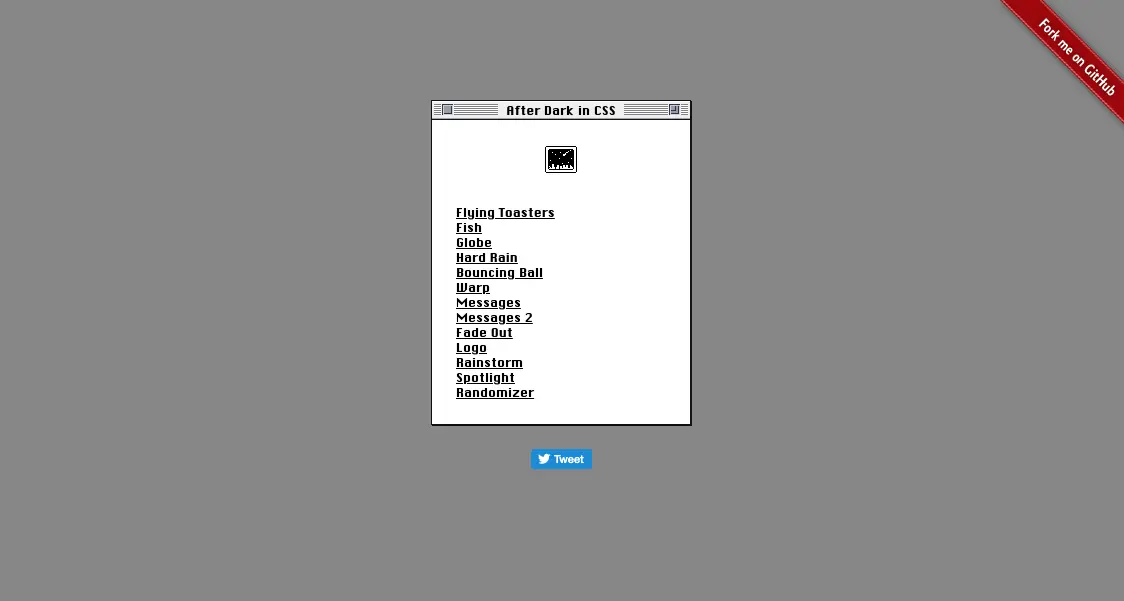 Fork me on GitHub
After Dark in CSS
Flying Toasters
Fish
Globe
Hard Rain
Bouncing Ball
Warp
Messages
Messages 2
Fade Out
Logo
Rainstorm
Spotlight
Randomizer
Tweet